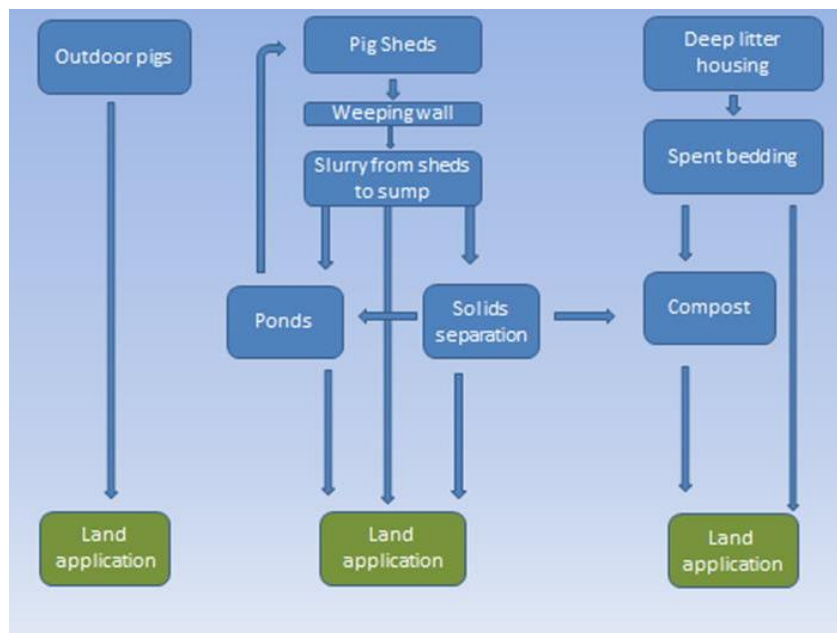 Outdoor pigs
Pig Sheds
Deep litter
housing
Weeping wall
Slurry from sheds
to sump
Spent bedding
Ponds
Solids
separation
Compost
Land
application
Land
application
Land
application